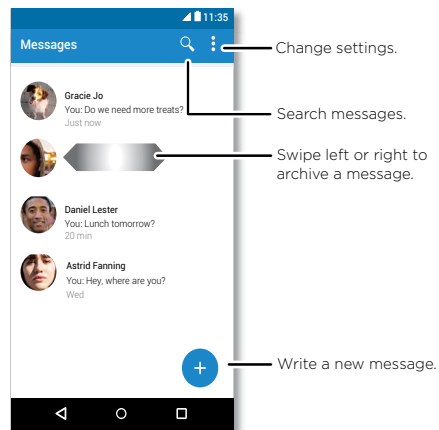 11:35
Messages
Change settings.
Gracie Jo
You: Do we need more treats?
Just now
Search messages.
Swipe left or right to
archive a message.
Daniel Lester
You: Lunch tomorrow?
20 min
Astrid Fanning
You: Hey, where are you?
Wed
Write a new message.